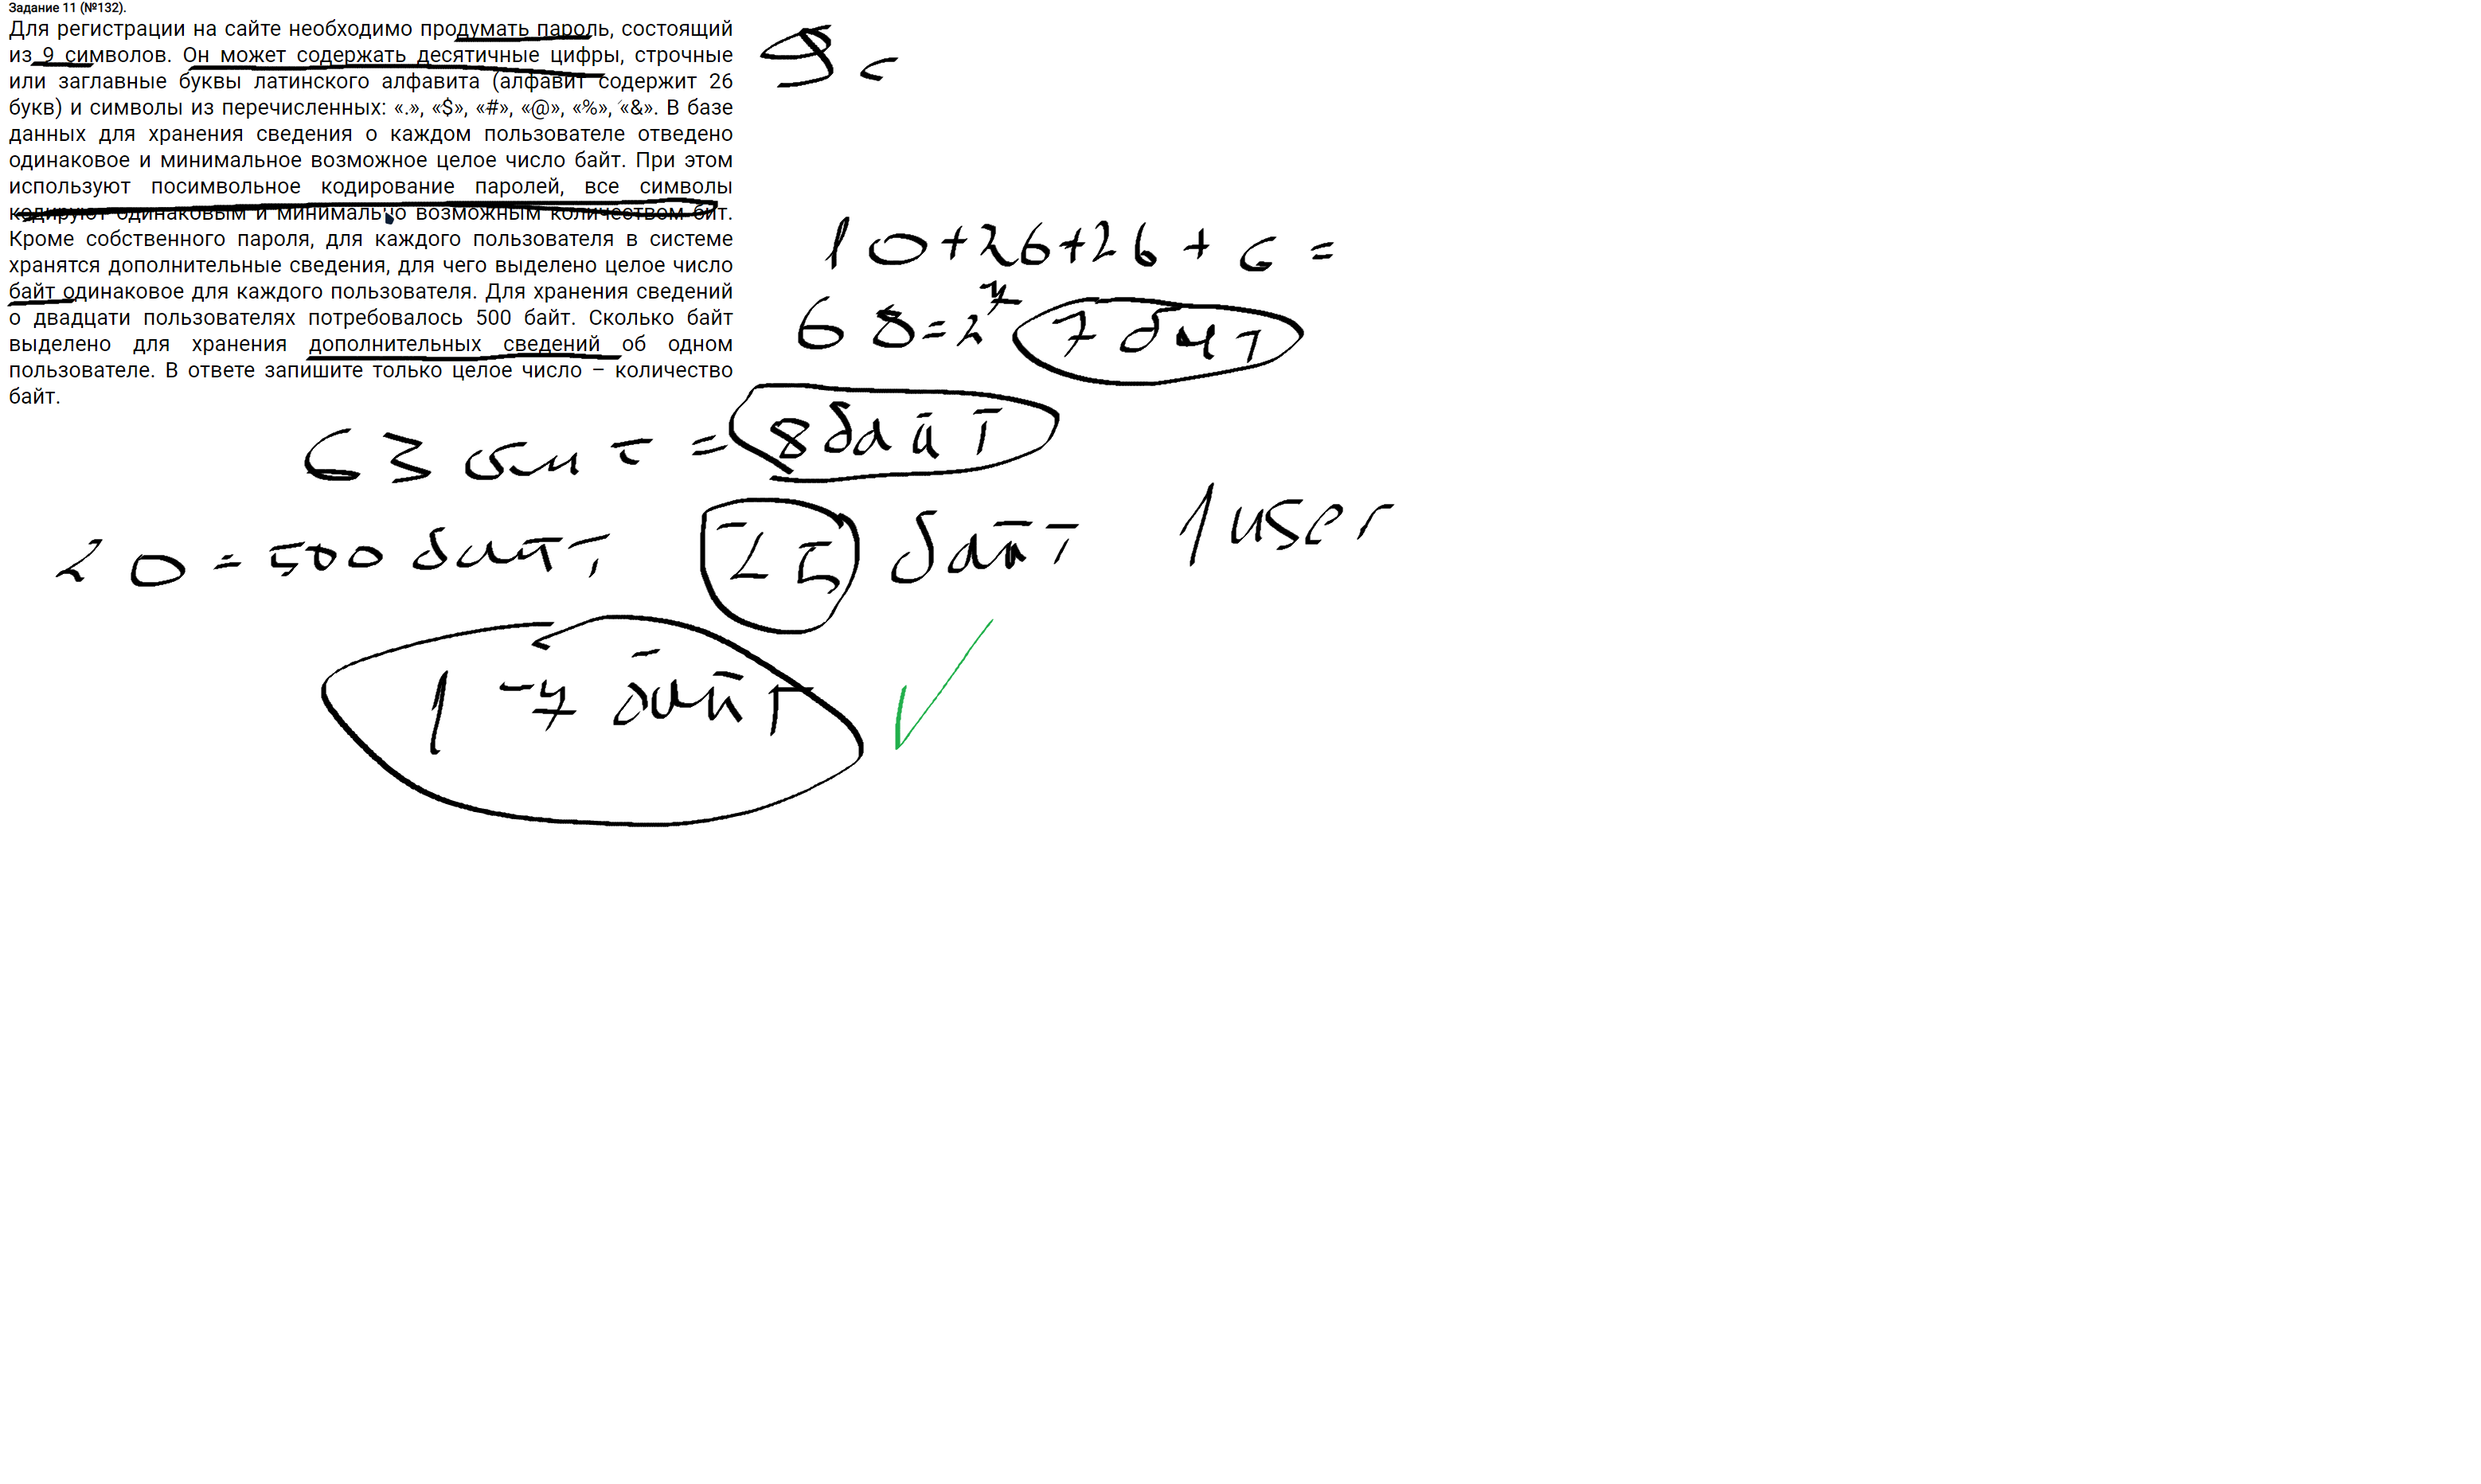 Задание 11 (№132).
Для регистрации на сайте необходимо продумать пароль, состоящий
из 9 символов. Он может содержать десятичные цифры, строчные
или заглавные буквы латинского алфавита (алфавит содержит 26
букв) и символы из перечисленных: «.», «$», «#», «@», «%», «&». В базе
данных для хранения сведения о каждом пользователе отведено
одинаковое и минимальное возможное целое число байт. При этом
используют посимвольное кодирование паролей, все символы
кодируют одинаковым и минимально возможным количеством бит.
Кроме собственного пароля, для каждого пользователя в системе
хранятся дополнительные сведения, для чего выделено целое число
байт одинаковое для каждого пользователя. Для хранения сведений
о двадцати пользователях потребовалось 500 байт. Сколько байт
выделено для хранения дополнительных сведений об одном
пользователе. В ответе запишите только целое число – количество
байт.
9 с
10+26+26+6=
68=2⁷ 7 бит
63 бит = 8 байт
20 = 500 байт 25 байт 1 user
17 байт